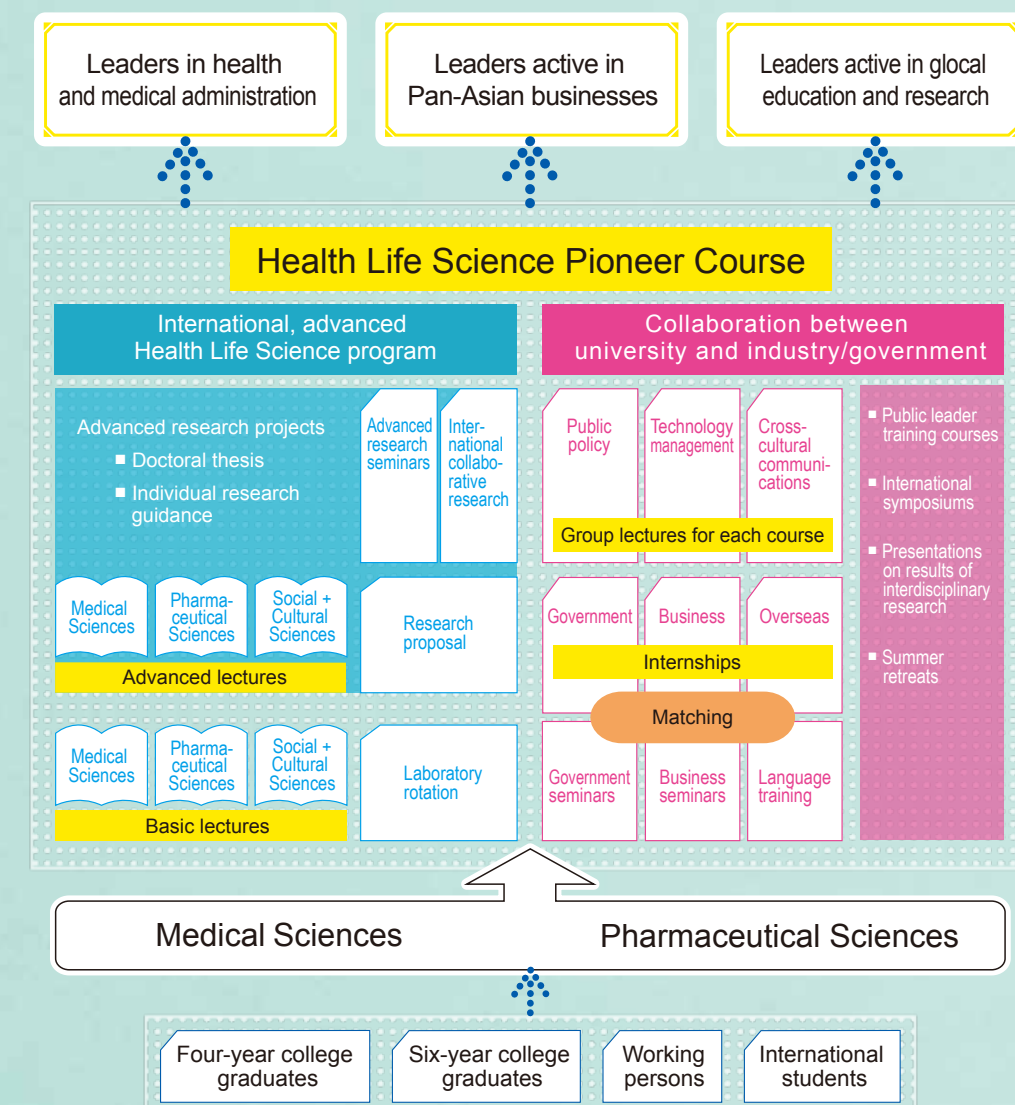 Leaders in health
and medical administration
Leaders active in
Pan-Asian businesses
Leaders active in glocal
education and research
Health Life Science Pioneer Course
International, advanced
Health Life Science program
Advanced research projects
■ Doctoral thesis
■ Individual research
guidance
Advanced
research
seminars
Inter-
national
collabo-
rative
research
Medical
Sciences
Pharma-
ceutical
Sciences
Social +
Cultural
Sciences
Advanced lectures
Research
proposal
Medical
Sciences
Pharma-
ceutical
Sciences
Social +
Cultural
Sciences
Basic lectures
Laboratory
rotation
Collaboration between
university and industry/government
Public
policy
Technology
management
Cross-
cultural
communi-
cations
Group lectures for each course
Government
Business
Overseas
Internships
Matching
Government
seminars
Business
seminars
Language
training
■ Public leader
training courses
■ International
symposiums
■ Presentations
on results of
interdisciplinary
research
■ Summer
retreats
Medical Sciences
Pharmaceutical Sciences
Four-year college
graduates
Six-year college
graduates
Working
persons
International
students